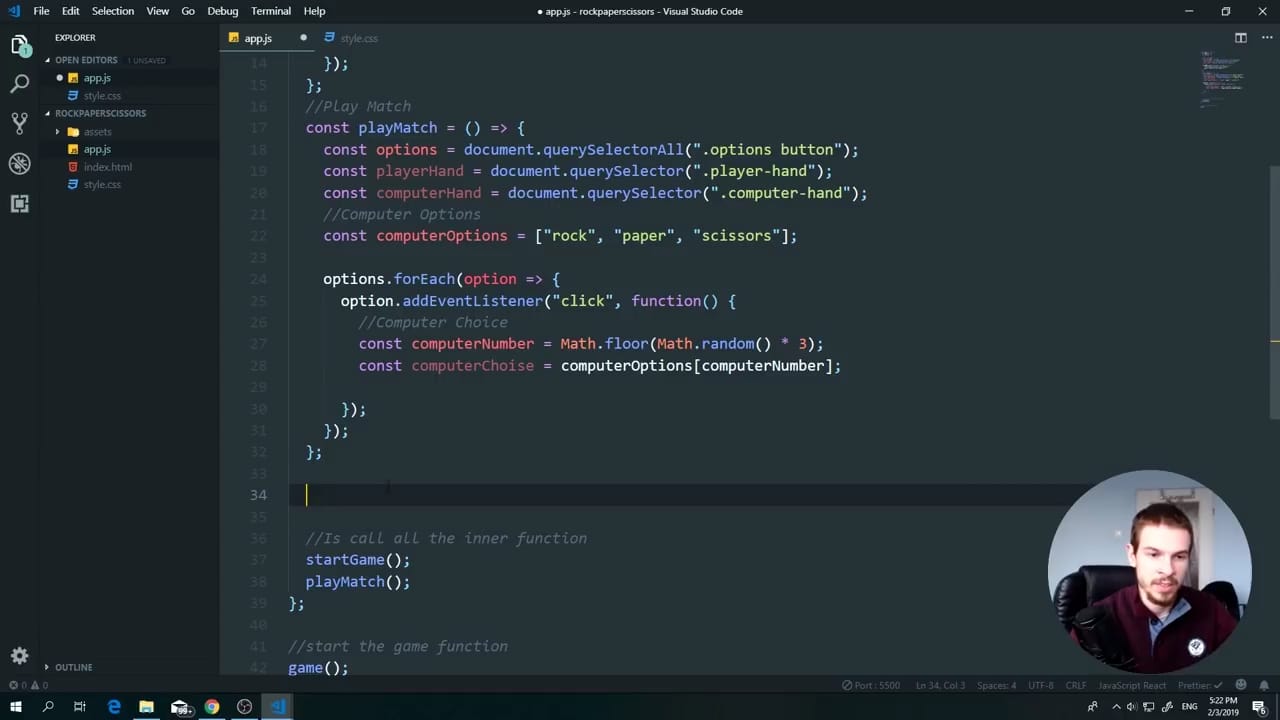 File Edit Selection View Go Debug Terminal Help ● app.js - rockpaperscissors - Visual Studio Code
EXPLORER
OPEN EDITORS 1 UNSAVED
app.js
style.css
ROCKPAPERSCISSORS
assets
app.js
index.html
style.css
OUTLINE
app.js style.css
14 });
15 };
16 //Play Match
17 const playMatch = () => {
18 const options = document.querySelectorAll(".options button");
19 const playerHand = document.querySelector(".player-hand");
20 const computerHand = document.querySelector(".computer-hand");
21 //Computer Options
22 const computerOptions = ["rock", "paper", "scissors"];
23
24 options.forEach(option => {
25 option.addEventListener("click", function() {
26 //Computer Choice
27 const computerNumber = Math.floor(Math.random() * 3);
28 const computerChoise = computerOptions[computerNumber];
29
30 });
31 });
32 };
33
34
35
36 //Is call all the inner function
37 startGame();
38 playMatch();
39 };
40
41 //start the game function
42 game();
0 0 Port : 5500 Ln 34, Col 3 Spaces: 4 UTF-8 CRLF JavaScript React Prettier: ✓
99+ ENG 5:22 PM
2/3/2019